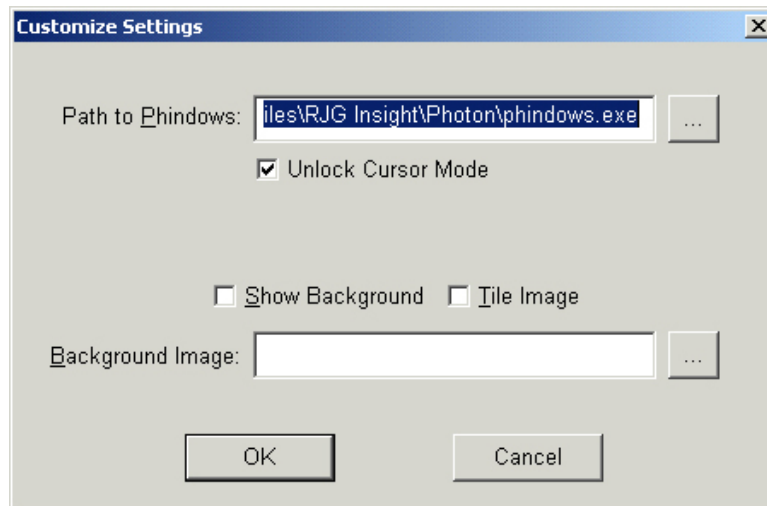 Customize Settings
Path to Phindows: iles\RJG Insight\Photon\phindows.exe ...
Unlock Cursor Mode
Show Background Tile Image
Background Image: ...
OK Cancel